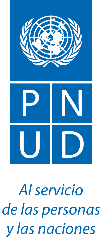 P N
U D
Al servicio
de las personas
y las naciones